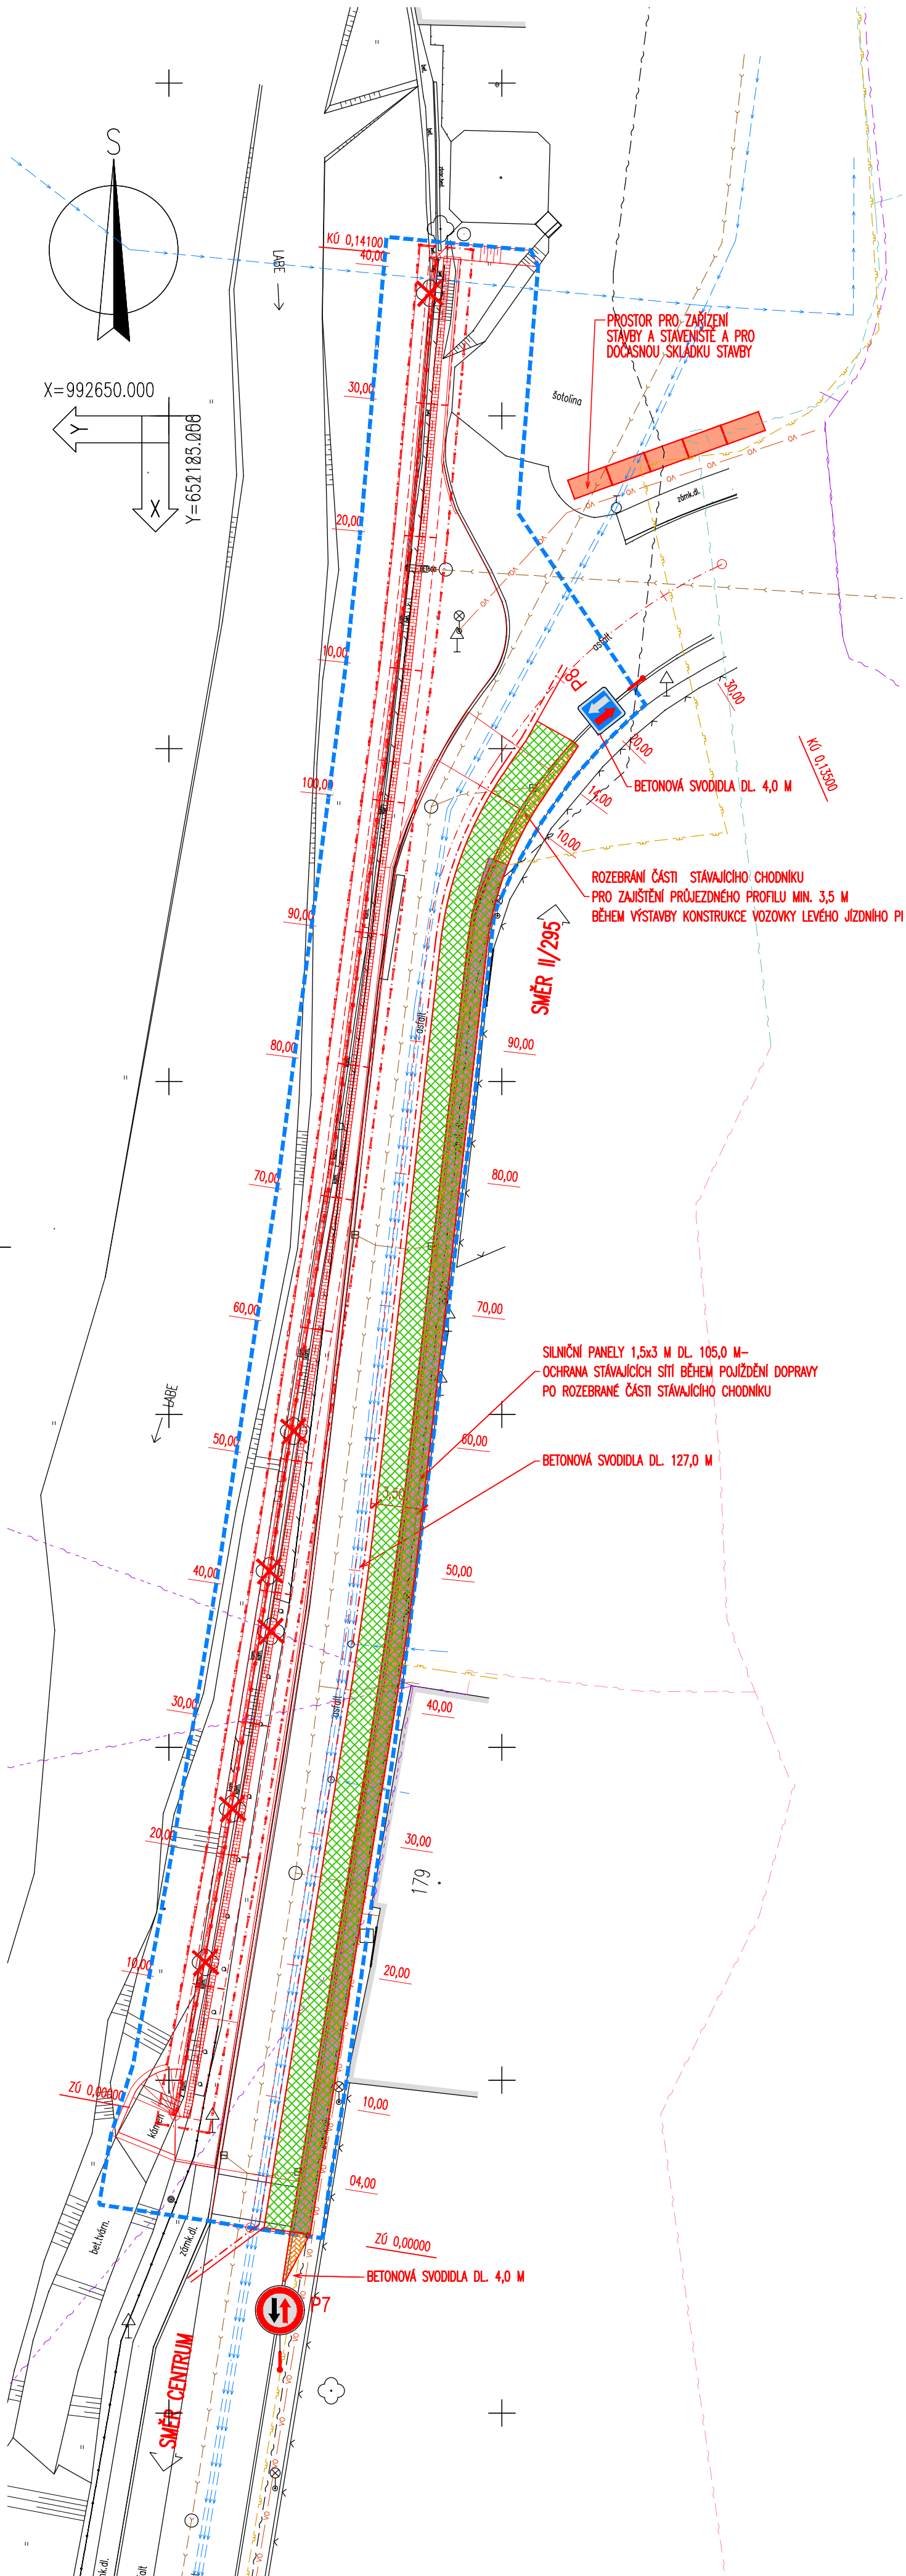 S
LABE
KÚ 0,14100
40,00
X=992650.000
Y
X
PROSTOR PRO ZAŘÍZENÍ
STAVBY A STAVENIŠTĚ A PRO
DOČASNOU SKLÁDKU STAVBY
30,00
šotolina
zámk.dl.
20,00
10,00
asfalt
P8
30,00
20,00
KÚ 0,13500
100,00
BETONOVÁ SVODIDLA DL. 4,0 M
14,00
10,00
ROZEBRÁNÍ ČÁSTI STÁVAJÍCÍHO CHODNÍKU
PRO ZAJIŠTĚNÍ PRŮJEZDNÉHO PROFILU MIN. 3,5 M
BĚHEM VÝSTAVBY KONSTRUKCE VOZOVKY LEVÉHO JÍZDNÍHO
90,00
SMĚR II/295
asfalt
80,00
90,00
70,00
80,00
60,00
70,00
SILNIČNÍ PANELY 1,5x3 M DL. 105,0 M-
OCHRANA STÁVAJÍCÍCH SÍTÍ BĚHEM POJÍŽDĚNÍ DOPRAVY
PO ROZEBRANÉ ČÁSTI STÁVAJÍCÍHO CHODNÍKU
LABE
50,00
60,00
BETONOVÁ SVODIDLA DL. 127,0 M
3,50
40,00
50,00
30,00
asfalt
40,00
20,00
30,00
179
10,00
20,00
ZÚ 0,00000
kámen
10,00
04,00
bet.tvárn.
zámk.dl.
ZÚ 0,00000
BETONOVÁ SVODIDLA DL. 4,0 M
P7
SMĚR CENTRUM